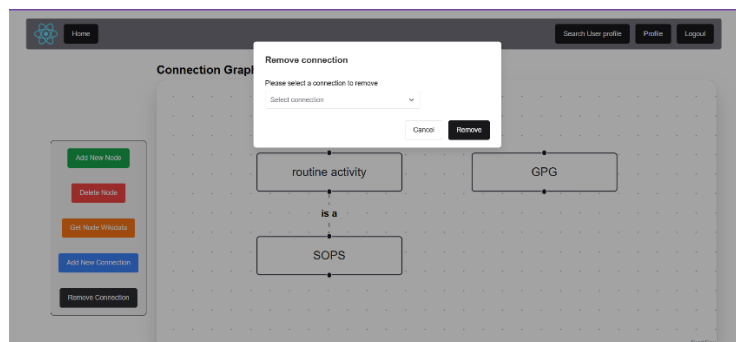 Home
Search User profile
Profile
Logout
Remove connection
Please select a connection to remove
Select connection
Cancel
Remove
Connection Grap
Add New Node
Delete Node
Get Node Wikidata
Add New Connection
Remove Connection
routine activity
GPG
is a
SOPS